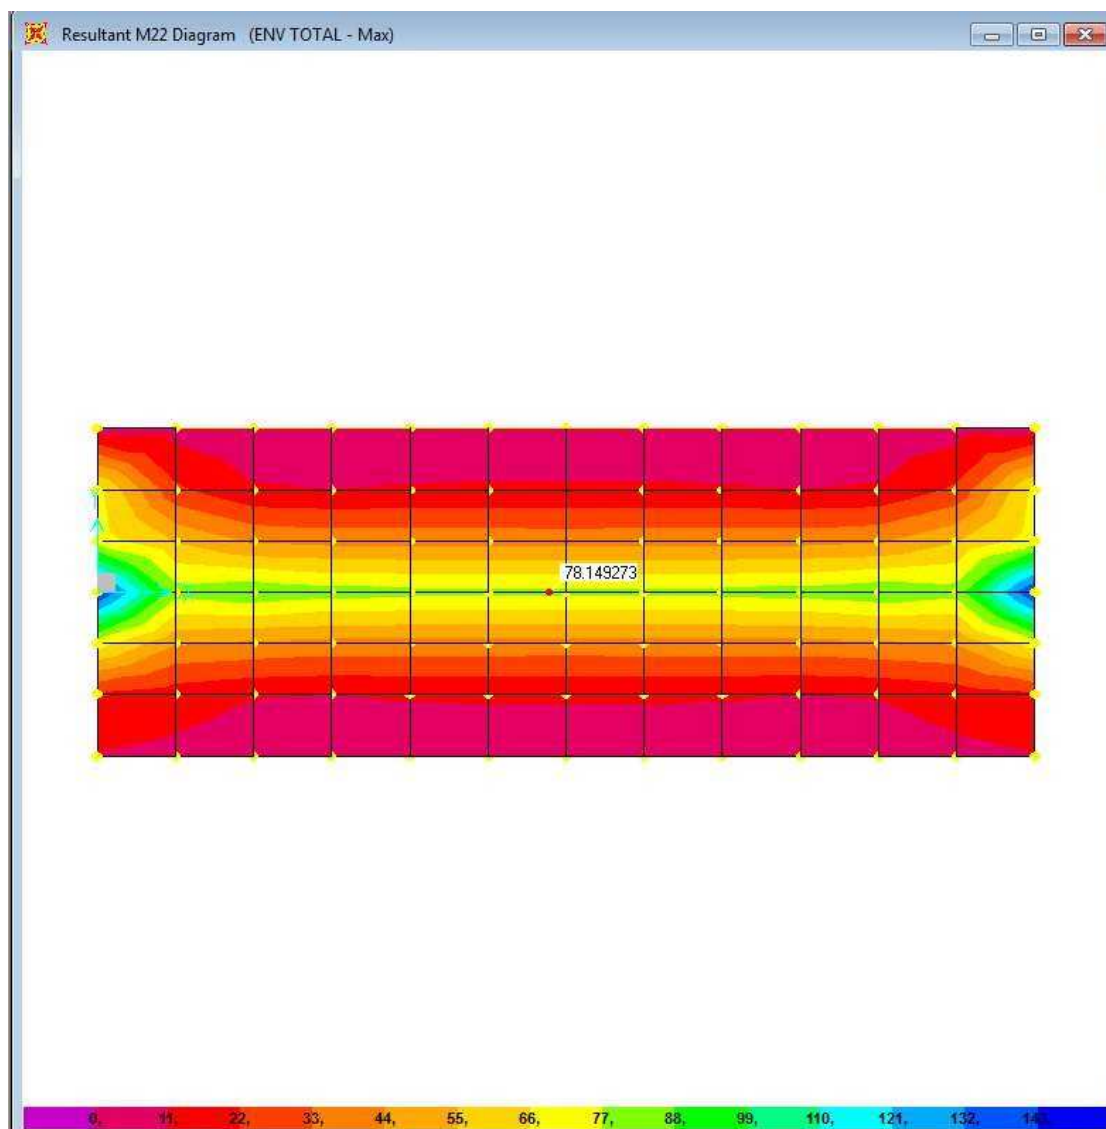 Resultant M22 Diagram (ENV TOTAL - Max)
78.149273
0, 11, 22, 33, 44, 55, 66, 77, 88, 99, 110, 121, 132, 143,